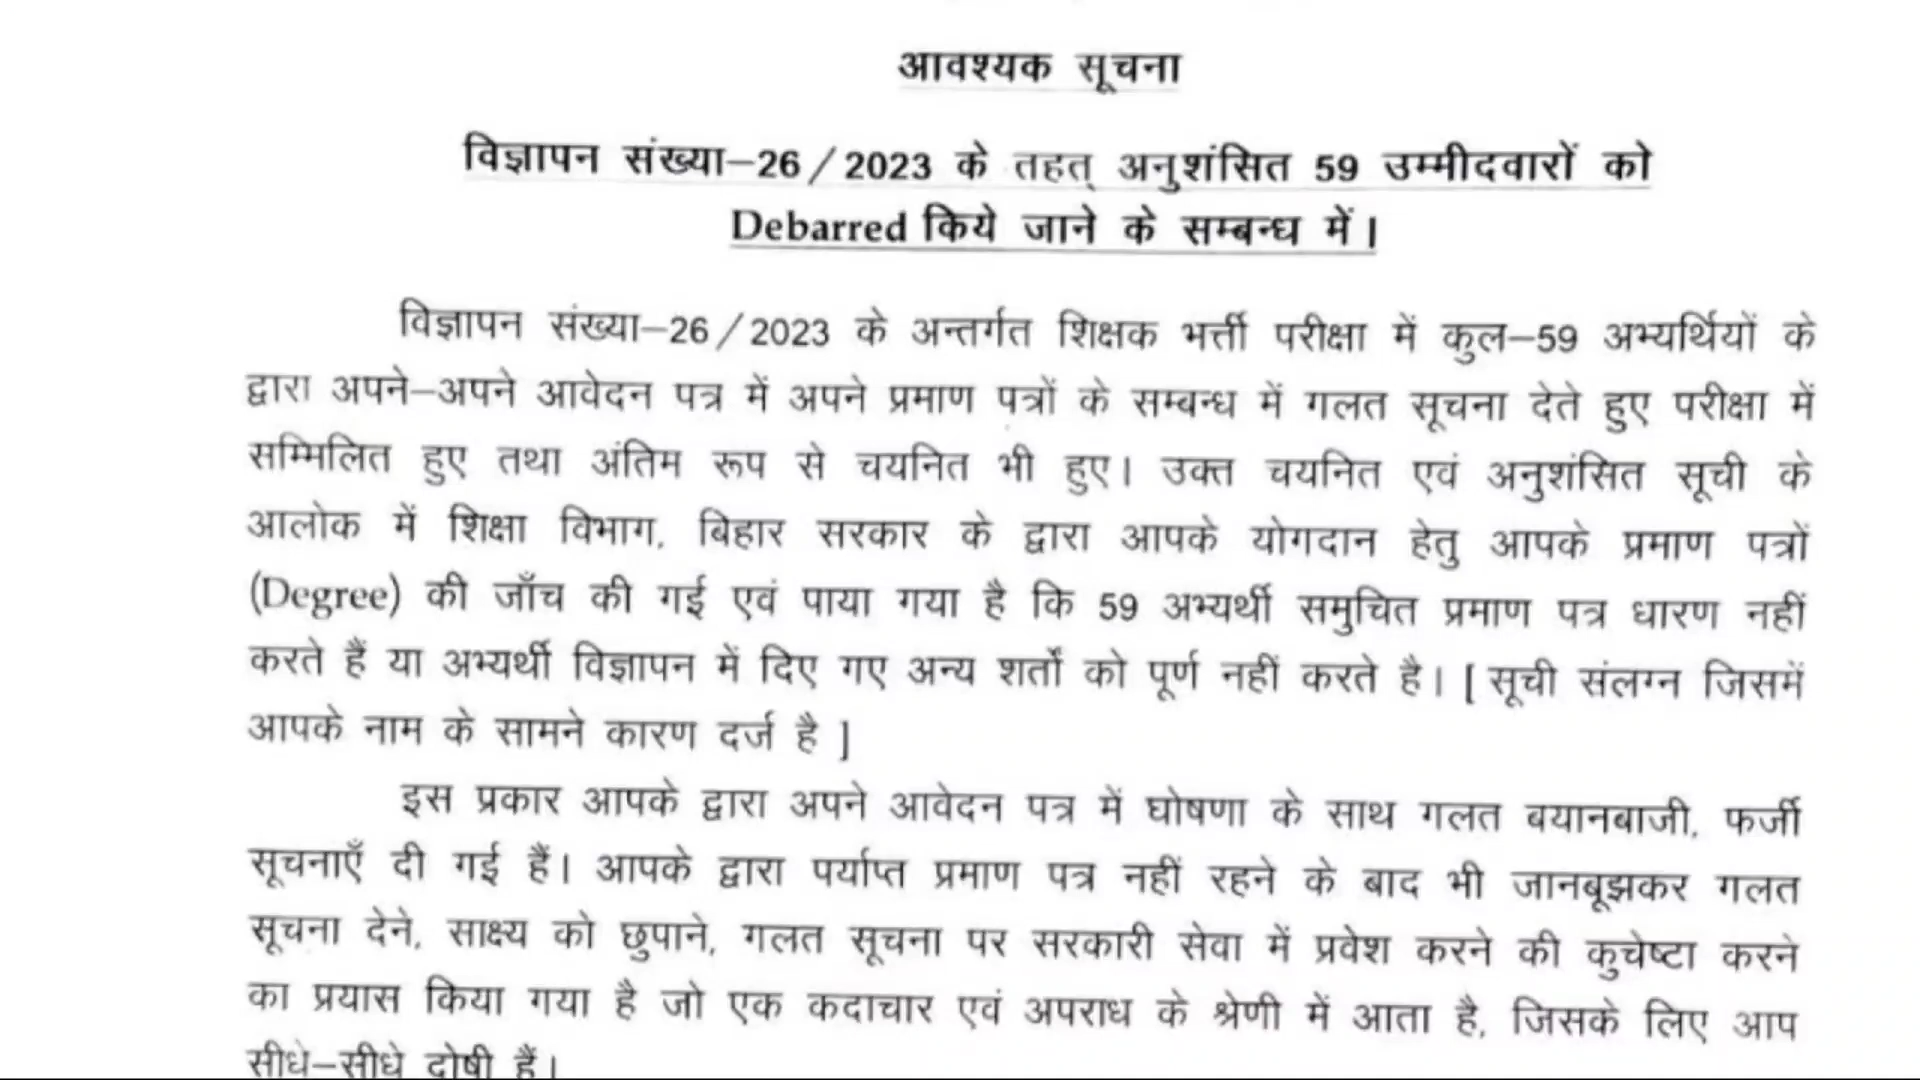 आवश्यक सूचना
विज्ञापन संख्या–26/2023 के तहत् अनुशंसित 59 उम्मीदवारों को
Debarred किये जाने के सम्बन्ध में।
विज्ञापन संख्या–26/2023 के अन्तर्गत शिक्षक भर्त्ती परीक्षा में कुल–59 अभ्यर्थियों के
द्वारा अपने–अपने आवेदन पत्र में अपने प्रमाण पत्रों के सम्बन्ध में गलत सूचना देते हुए परीक्षा में
सम्मिलित हुए तथा अंतिम रूप से चयनित भी हुए। उक्त चयनित एवं अनुशंसित सूची के
आलोक में शिक्षा विभाग, बिहार सरकार के द्वारा आपके योगदान हेतु आपके प्रमाण पत्रों
(Degree) की जाँच की गई एवं पाया गया है कि 59 अभ्यर्थी समुचित प्रमाण पत्र धारण नहीं
करते हैं या अभ्यर्थी विज्ञापन में दिए गए अन्य शर्तों को पूर्ण नहीं करते है। [ सूची संलग्न जिसमें
आपके नाम के सामने कारण दर्ज है ]
इस प्रकार आपके द्वारा अपने आवेदन पत्र में घोषणा के साथ गलत बयानबाजी, फर्जी
सूचनाएँ दी गई हैं। आपके द्वारा पर्याप्त प्रमाण पत्र नहीं रहने के बाद भी जानबूझकर गलत
सूचना देने, साक्ष्य को छुपाने, गलत सूचना पर सरकारी सेवा में प्रवेश करने की कुचेष्टा करने
का प्रयास किया गया है जो एक कदाचार एवं अपराध के श्रेणी में आता है, जिसके लिए आप
सीधे–सीधे दोषी हैं।